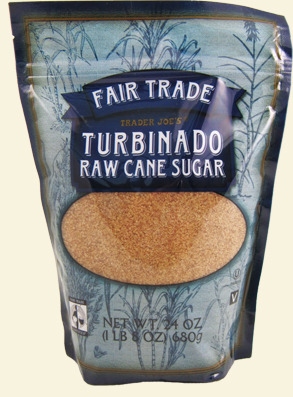 FAIR TRADE
TRADER JOE'S
TURBINADO
RAW CANE SUGAR
NET WT. 24 OZ
(1 LB 8 OZ) 680g